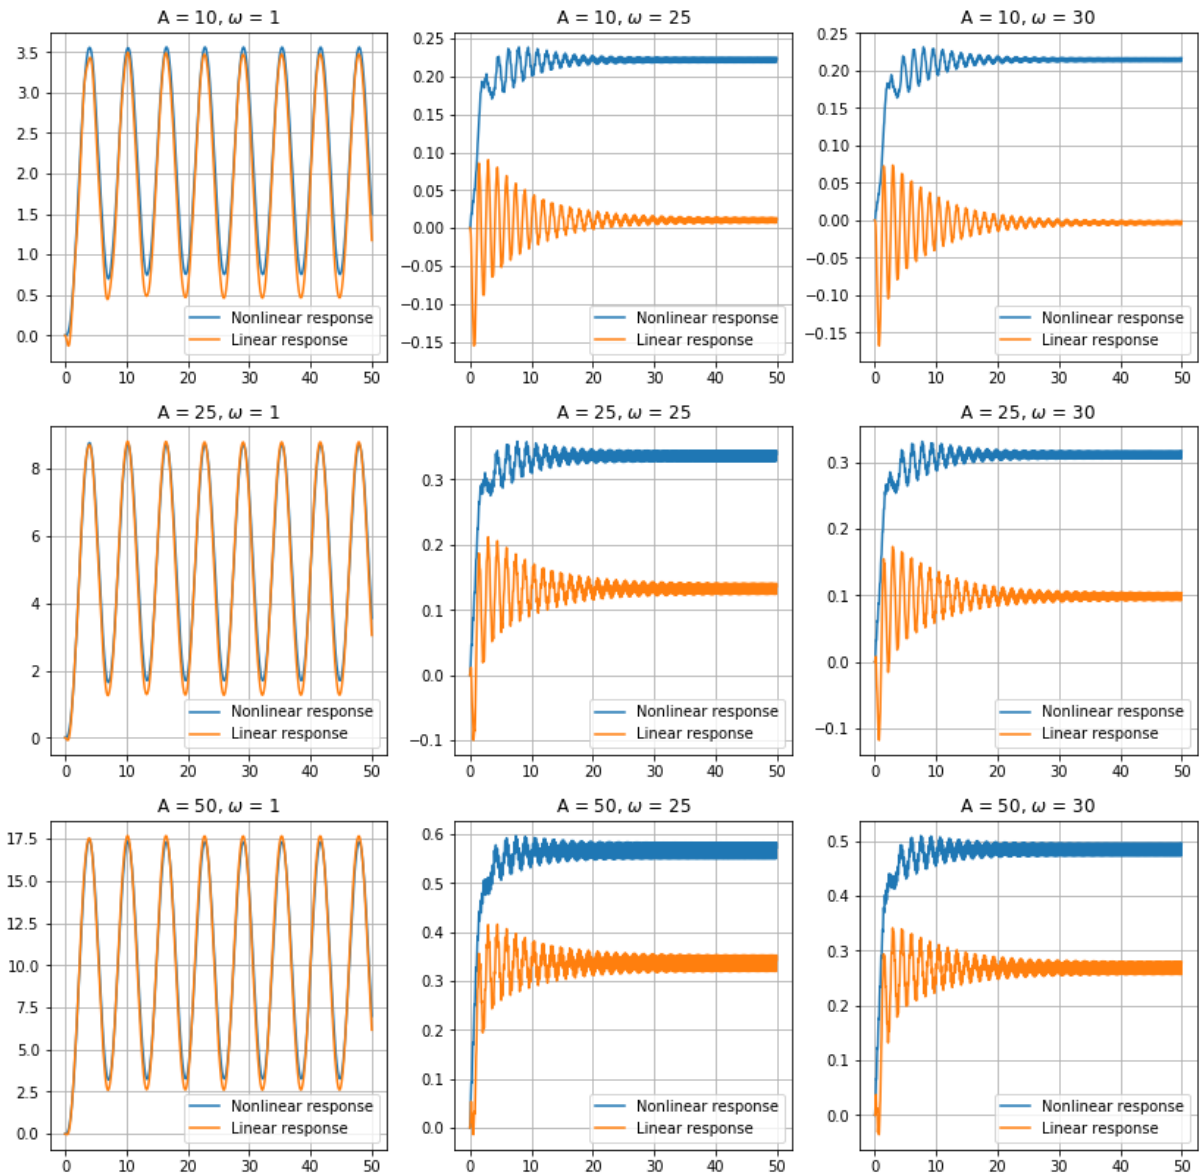 A = 10, ω = 1
3.5
3.0
2.5
2.0
1.5
1.0
0.5
0.0
Nonlinear response
Linear response
0 10 20 30 40 50
A = 10, ω = 25
0.25
0.20
0.15
0.10
0.05
0.00
−0.05
−0.10
−0.15
Nonlinear response
Linear response
0 10 20 30 40 50
A = 10, ω = 30
0.25
0.20
0.15
0.10
0.05
0.00
−0.05
−0.10
−0.15
Nonlinear response
Linear response
0 10 20 30 40 50
A = 25, ω = 1
8
6
4
2
0
Nonlinear response
Linear response
0 10 20 30 40 50
A = 25, ω = 25
0.3
0.2
0.1
0.0
−0.1
Nonlinear response
Linear response
0 10 20 30 40 50
A = 25, ω = 30
0.3
0.2
0.1
0.0
−0.1
Nonlinear response
Linear response
0 10 20 30 40 50
A = 50, ω = 1
17.5
15.0
12.5
10.0
7.5
5.0
2.5
0.0
Nonlinear response
Linear response
0 10 20 30 40 50
A = 50, ω = 25
0.6
0.5
0.4
0.3
0.2
0.1
0.0
Nonlinear response
Linear response
0 10 20 30 40 50
A = 50, ω = 30
0.5
0.4
0.3
0.2
0.1
0.0
Nonlinear response
Linear response
0 10 20 30 40 50